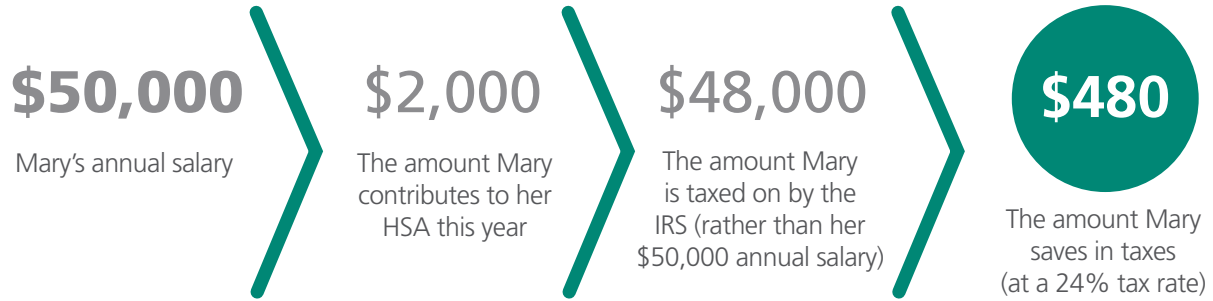 $50,000
Mary's annual salary
$2,000
The amount Mary
contributes to her
HSA this year
$48,000
The amount Mary
is taxed on by the
IRS (rather than her
$50,000 annual salary)
$480
The amount Mary
saves in taxes
(at a 24% tax rate)